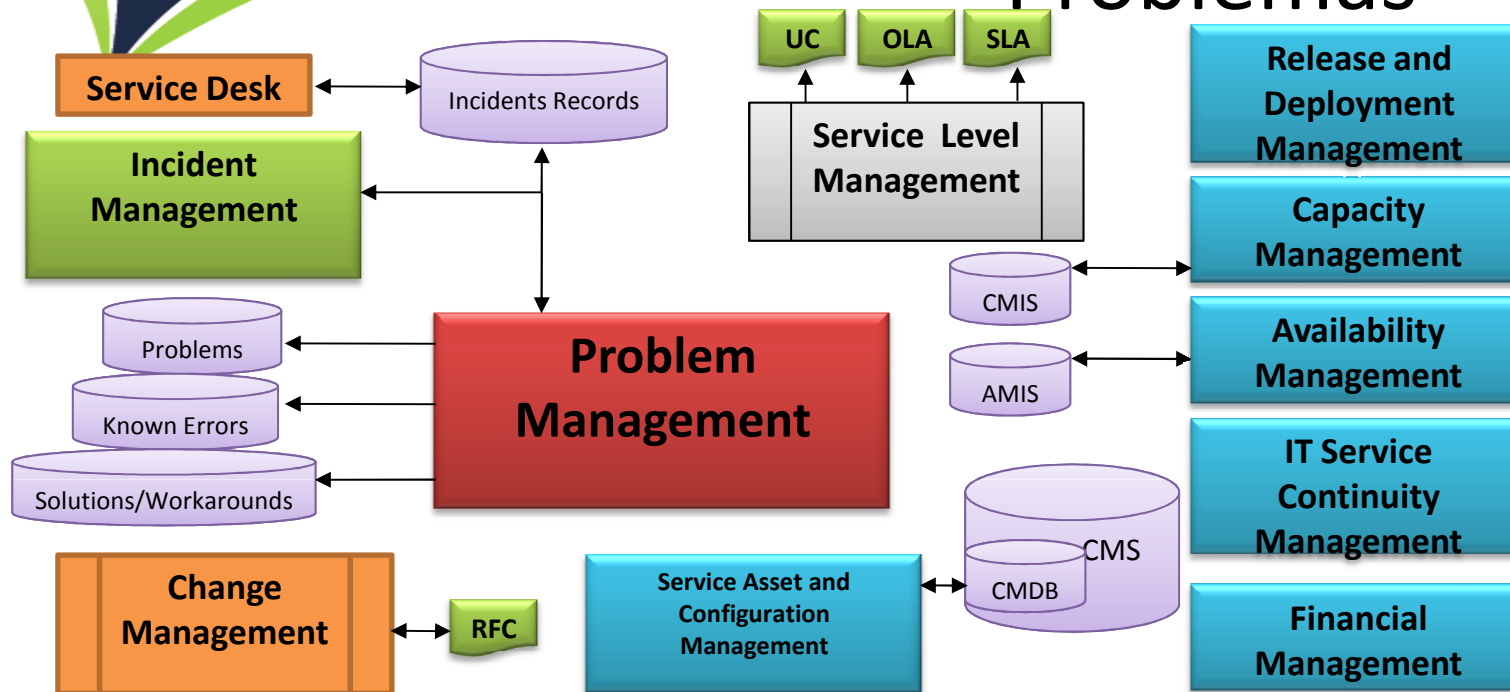 Problemas
UC
OLA
SLA
Service Desk
Incidents Records
Release and
Deployment
Management
Incident
Management
Service Level
Management
Capacity
Management
CMIS
Problems
Problem
Management
Availability
Management
AMIS
Known Errors
Solutions/Workarounds
IT Service
Continuity
Management
CMS
CMDB
Change
Management
RFC
Service Asset and
Configuration
Management
Financial
Management